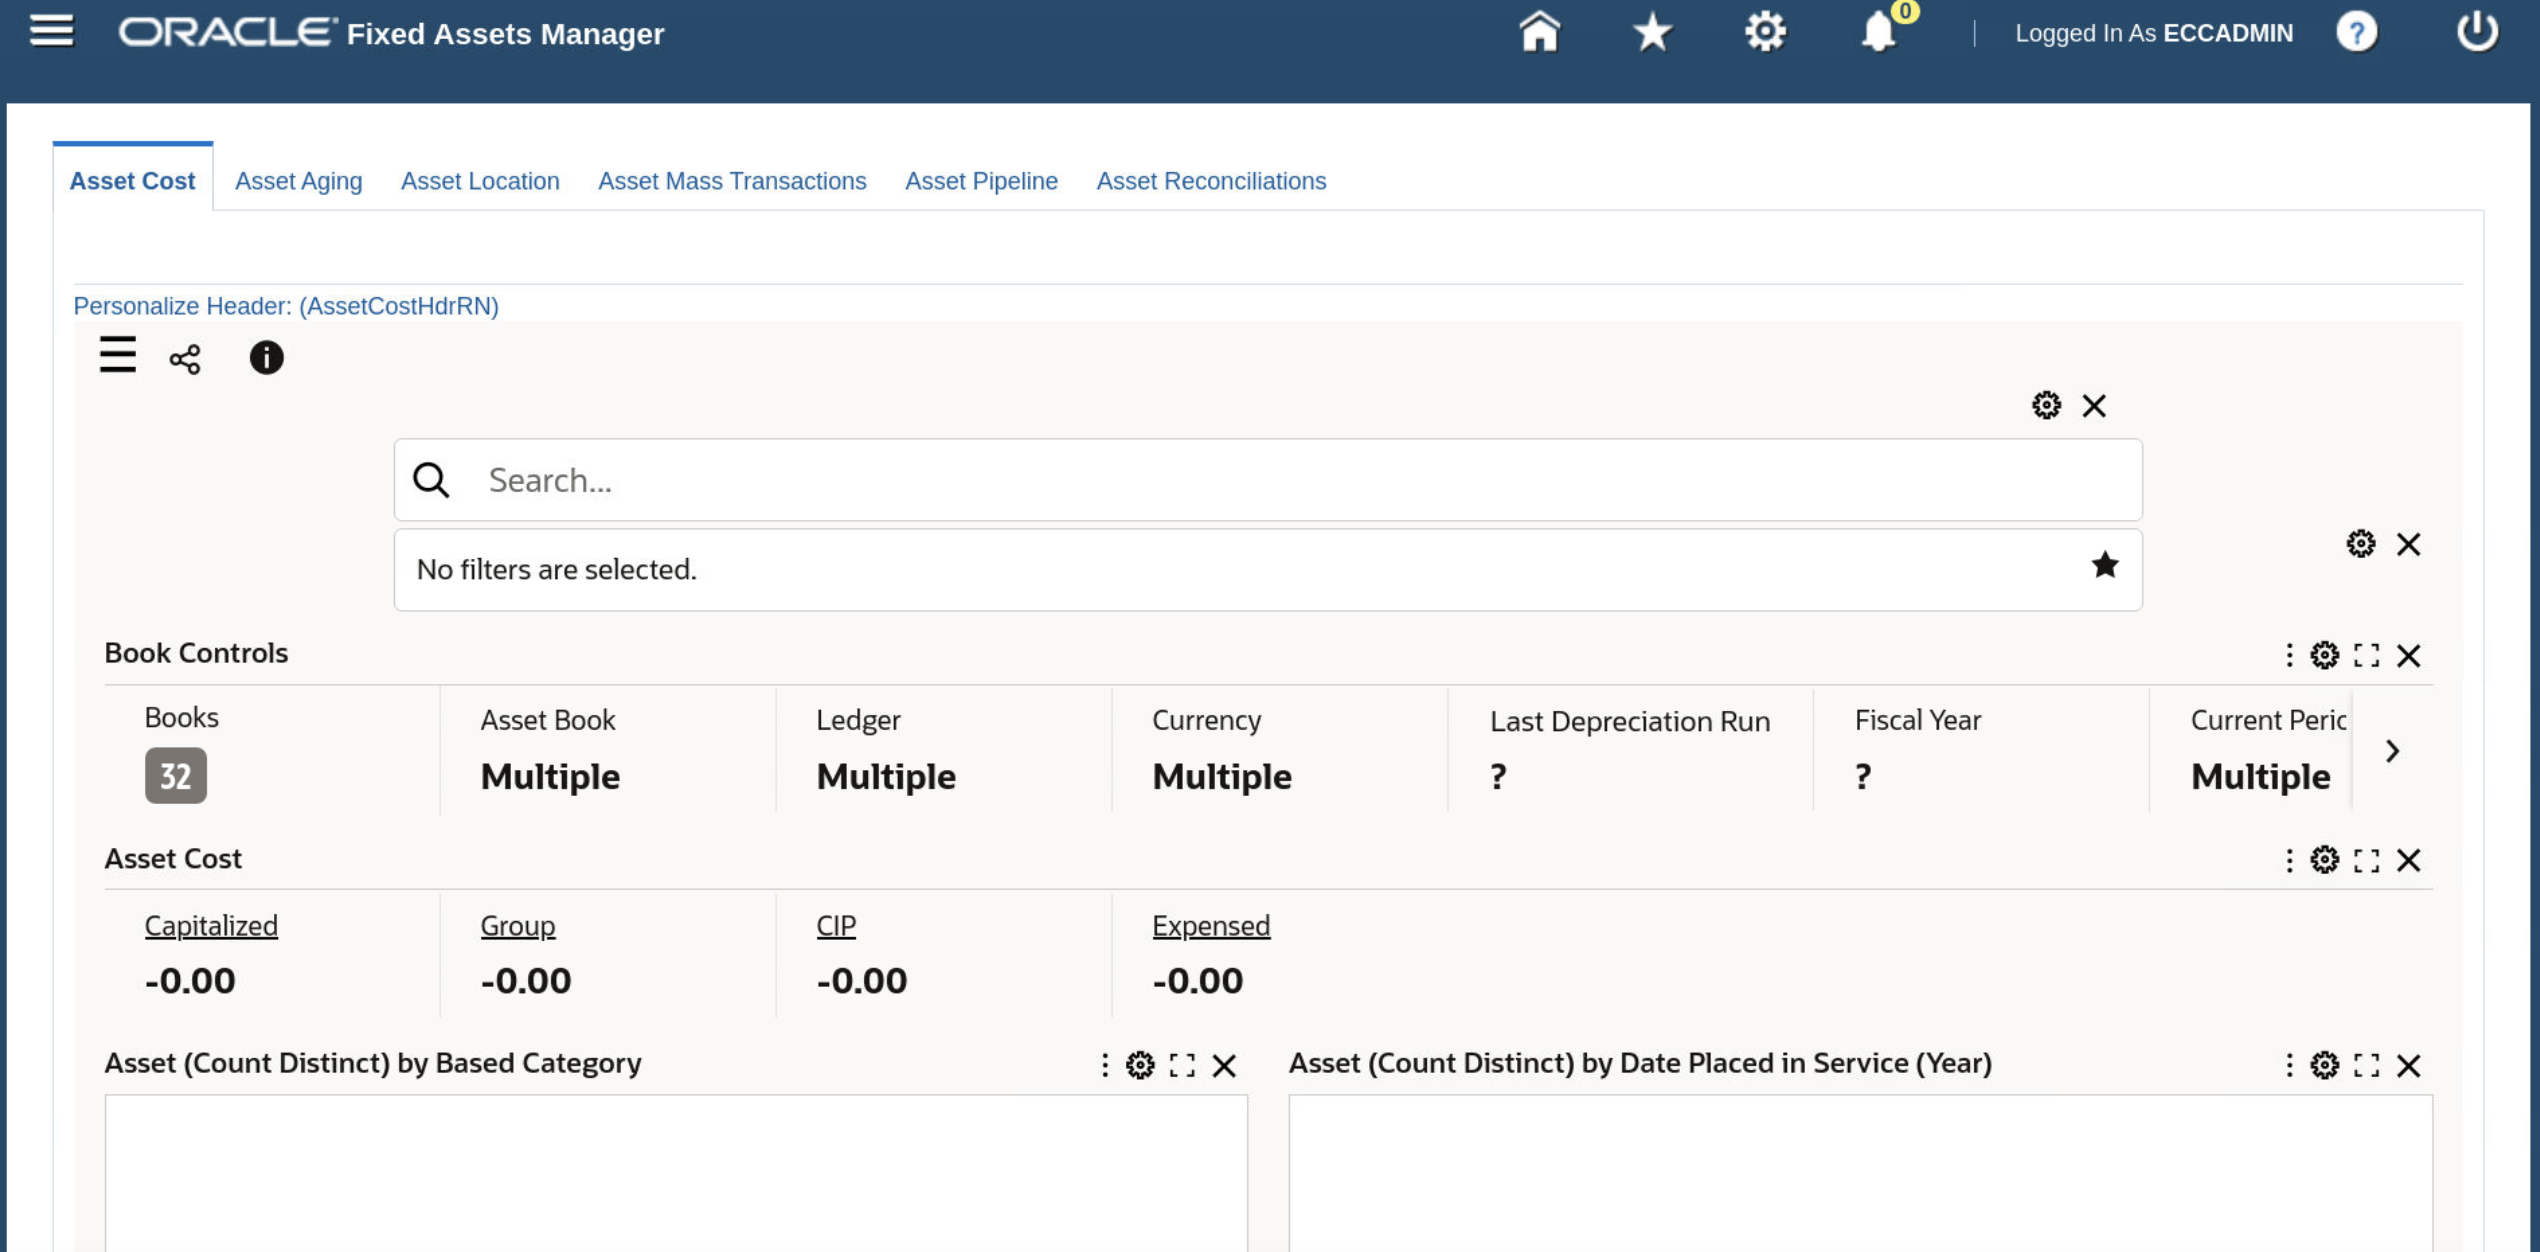 ORACLE Fixed Assets Manager
0
Logged In As ECCADMIN
?
Asset Cost Asset Aging Asset Location Asset Mass Transactions Asset Pipeline Asset Reconciliations
Personalize Header: (AssetCostHdrRN)
Search...
No filters are selected.
Book Controls
Books Asset Book Ledger Currency Last Depreciation Run Fiscal Year Current Peric
32 Multiple Multiple Multiple ? ? Multiple
Asset Cost
Capitalized Group CIP Expensed
-0.00 -0.00 -0.00 -0.00
Asset (Count Distinct) by Based Category
Asset (Count Distinct) by Date Placed in Service (Year)